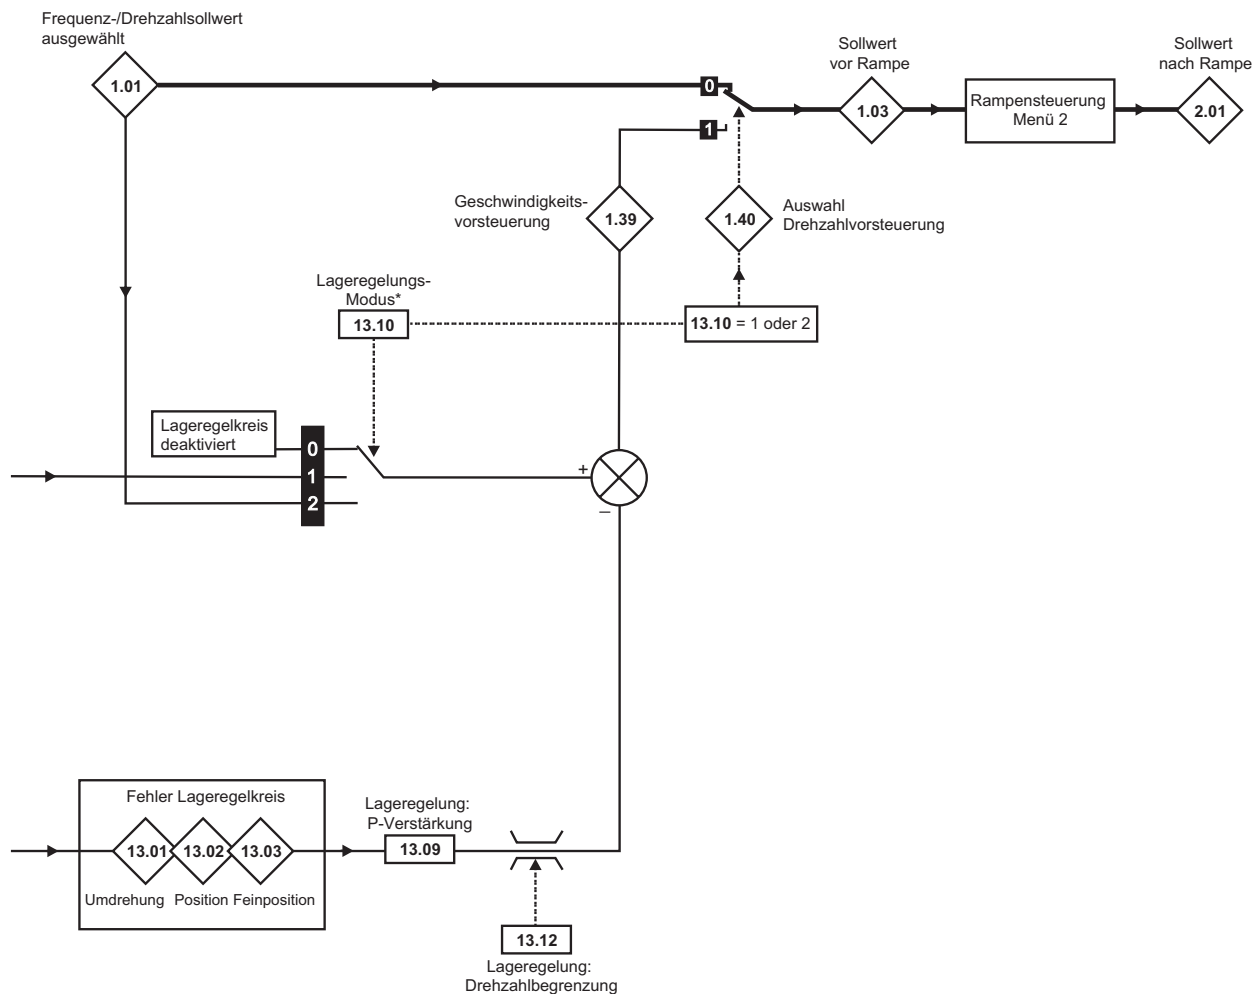 Frequenz-/Drehzahlsollwert
ausgewählt
1.01
0
1
Sollwert
vor Rampe
1.03
Rampensteuerung
Menü 2
Sollwert
nach Rampe
2.01
Geschwindigkeits-
vorsteuerung
1.39
1.40
Auswahl
Drehzahlvorsteuerung
Lageregelungs-
Modus*
13.10
13.10 = 1 oder 2
Lageregelkreis
deaktiviert
0
1
2
+
–
Fehler Lageregelkreis
13.01 13.02 13.03
Umdrehung Position Feinposition
Lageregelung:
P-Verstärkung
13.09
13.12
Lageregelung:
Drehzahlbegrenzung